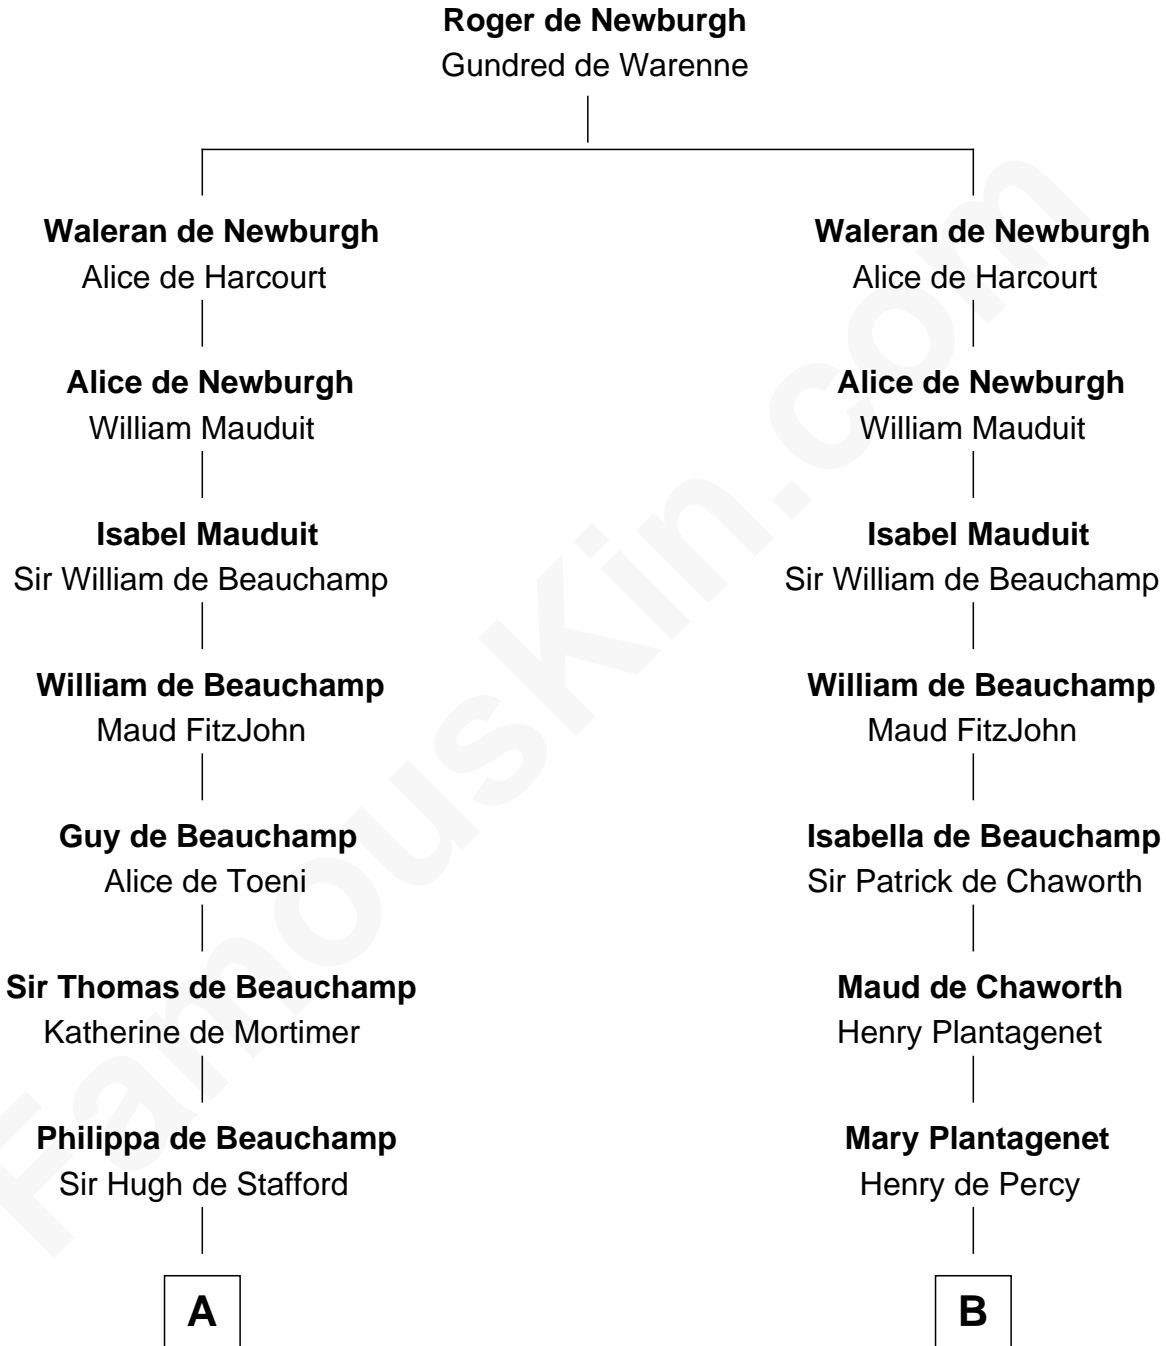 Roger de Newburgh
Gundred de Warenne
Waleran de Newburgh
Alice de Harcourt
Alice de Newburgh
William Mauduit
Isabel Mauduit
Sir William de Beauchamp
William de Beauchamp
Maud FitzJohn
Guy de Beauchamp
Alice de Toeni
Sir Thomas de Beauchamp
Katherine de Mortimer
Philippa de Beauchamp
Sir Hugh de Stafford
A
Waleran de Newburgh
Alice de Harcourt
Alice de Newburgh
William Mauduit
Isabel Mauduit
Sir William de Beauchamp
William de Beauchamp
Maud FitzJohn
Isabella de Beauchamp
Sir Patrick de Chaworth
Maud de Chaworth
Henry Plantagenet
Mary Plantagenet
Henry de Percy
B
FamousKin.com